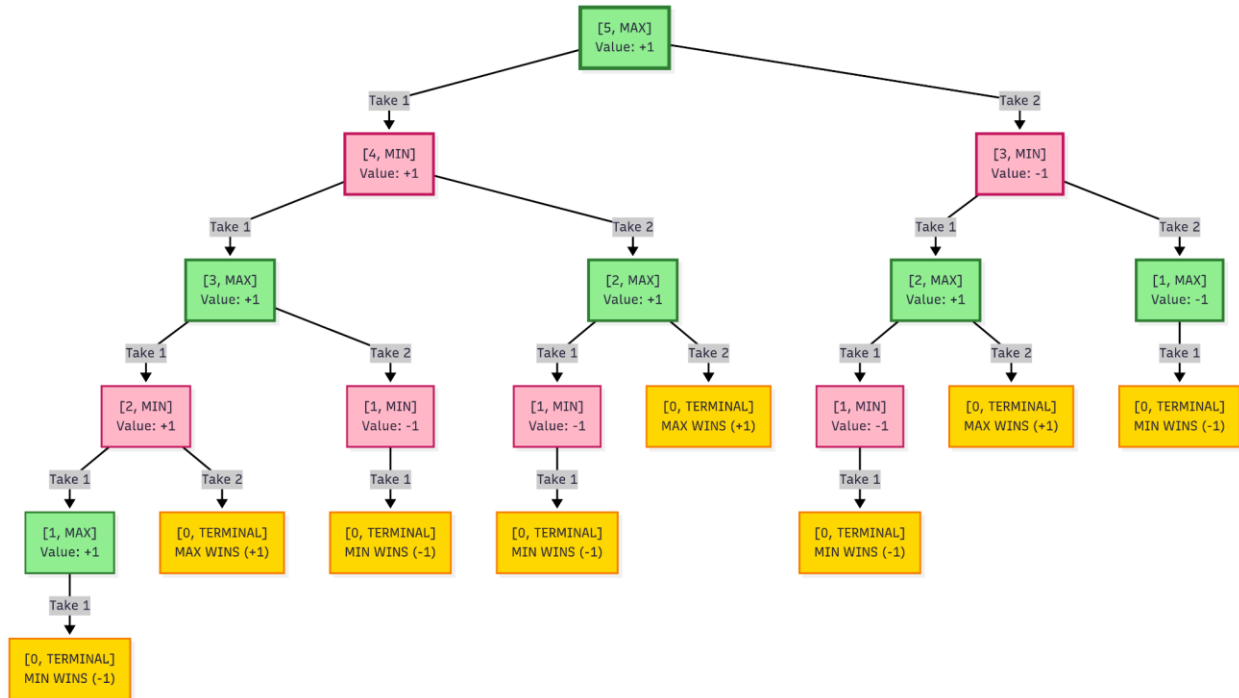 [5, MAX]
Value: +1
Take 1
Take 2
[4, MIN]
Value: +1
[3, MIN]
Value: -1
Take 1
Take 2
Take 1
Take 2
[3, MAX]
Value: +1
[2, MAX]
Value: +1
[2, MAX]
Value: +1
[1, MAX]
Value: -1
Take 1
Take 2
Take 1
Take 2
Take 1
Take 2
Take 1
[2, MIN]
Value: +1
[1, MIN]
Value: -1
[1, MIN]
Value: -1
[0, TERMINAL]
MAX WINS (+1)
[1, MIN]
Value: -1
[0, TERMINAL]
MAX WINS (+1)
[0, TERMINAL]
MIN WINS (-1)
Take 1
Take 2
Take 1
Take 1
Take 1
[1, MAX]
Value: +1
[0, TERMINAL]
MAX WINS (+1)
[0, TERMINAL]
MIN WINS (-1)
[0, TERMINAL]
MIN WINS (-1)
[0, TERMINAL]
MIN WINS (-1)
Take 1
[0, TERMINAL]
MIN WINS (-1)